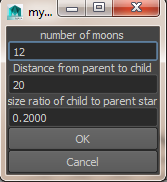 my...
number of moons
12
Distance from parent to child
20
size ratio of child to parent star
0.2000
OK
Cancel